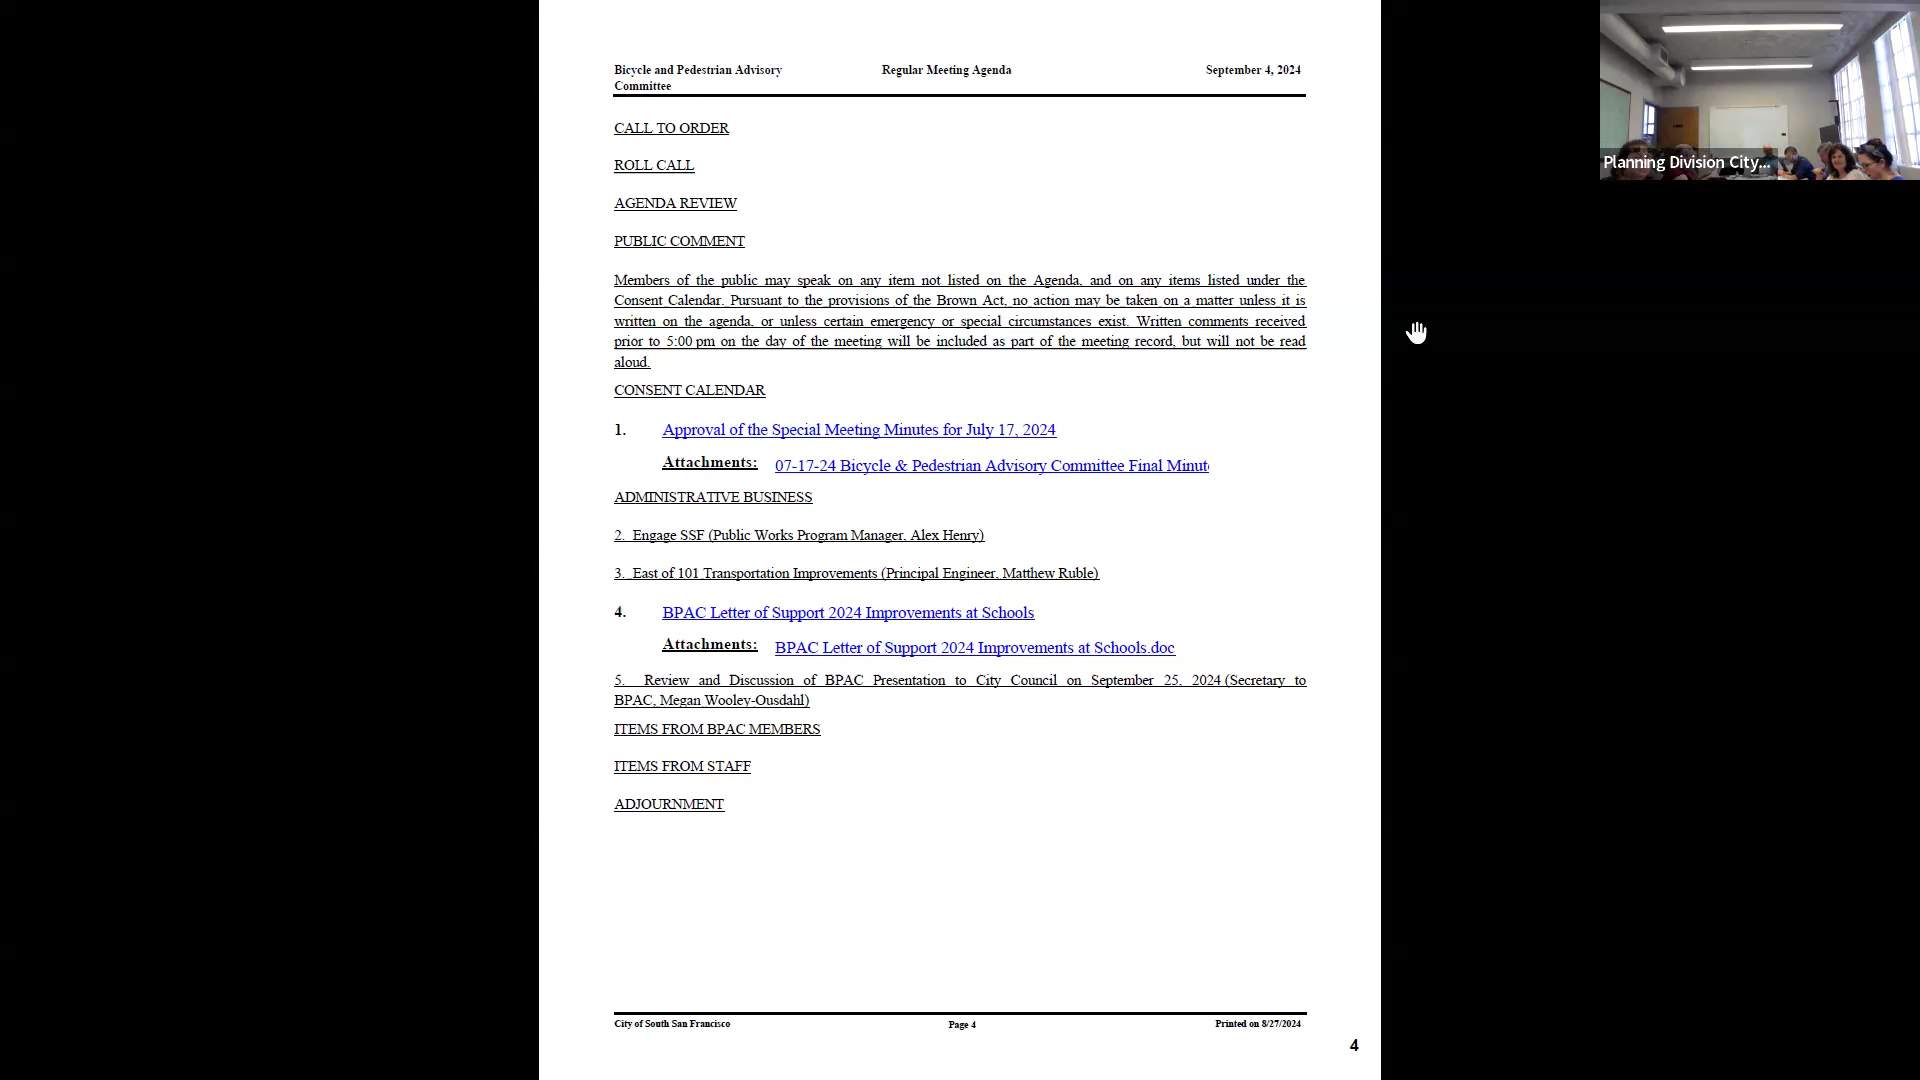 Bicycle and Pedestrian Advisory
Committee
Regular Meeting Agenda
September 4, 2024
CALL TO ORDER
ROLL CALL
AGENDA REVIEW
PUBLIC COMMENT
Members of the public may speak on any item not listed on the Agenda, and on any items listed under the
Consent Calendar. Pursuant to the provisions of the Brown Act, no action may be taken on a matter unless it is
written on the agenda, or unless certain emergency or special circumstances exist. Written comments received
prior to 5:00 pm on the day of the meeting will be included as part of the meeting record, but will not be read
aloud.
CONSENT CALENDAR
1. Approval of the Special Meeting Minutes for July 17, 2024
Attachments: 07-17-24 Bicycle & Pedestrian Advisory Committee Final Minut
ADMINISTRATIVE BUSINESS
2. Engage SSF (Public Works Program Manager, Alex Henry)
3. East of 101 Transportation Improvements (Principal Engineer, Matthew Ruble)
4. BPAC Letter of Support 2024 Improvements at Schools
Attachments: BPAC Letter of Support 2024 Improvements at Schools.doc
5. Review and Discussion of BPAC Presentation to City Council on September 25, 2024 (Secretary to
BPAC, Megan Wooley-Ousdahl)
ITEMS FROM BPAC MEMBERS
ITEMS FROM STAFF
ADJOURNMENT
City of South San Francisco
Page 4
Printed on 8/27/2024
4
Planning Division City...